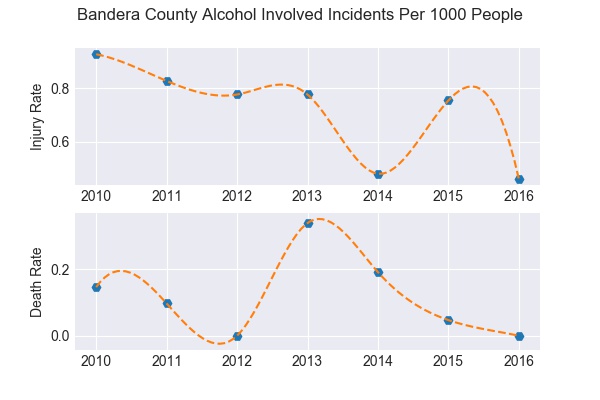 Bandera County Alcohol Involved Incidents Per 1000 People
Injury Rate
0.8
0.6
2010 2011 2012 2013 2014 2015 2016
Death Rate
0.2
0.0
2010 2011 2012 2013 2014 2015 2016